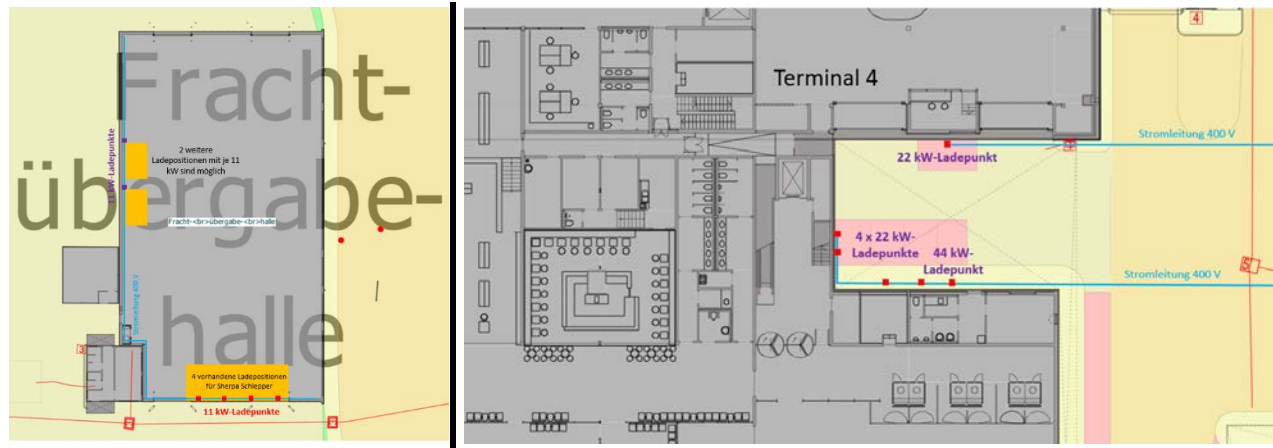 Fracht-
übergabe-
halle
11 kW-Ladepunkte
2 weitere
Ladepositionen mit je 11
kW sind möglich
Fracht-<br>übergabe-<br>halle
Stromleitung 400 V
3
4 vorhandene Ladepositionen
für Sherpa Schlepper
11 kW-Ladepunkte
Terminal 4
4
Stromleitung 400 V
22 kW-Ladepunkt
4 x 22 kW-
Ladepunkte
44 kW-
Ladepunkt
Stromleitung 400 V